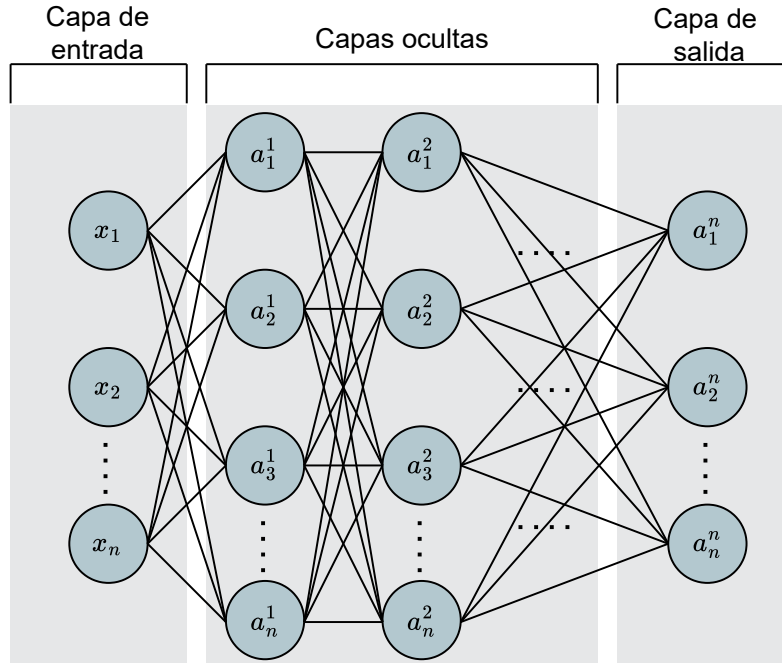 Capa de
entrada
Capas ocultas
Capa de
salida
x_1
x_2
x_n
a_1^1
a_2^1
a_3^1
a_n^1
a_1^2
a_2^2
a_3^2
a_n^2
a_1^n
a_2^n
a_n^n